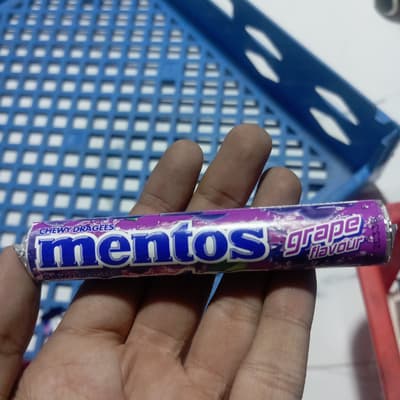 CHEWY DRAGEES
mentos
grape
flavour